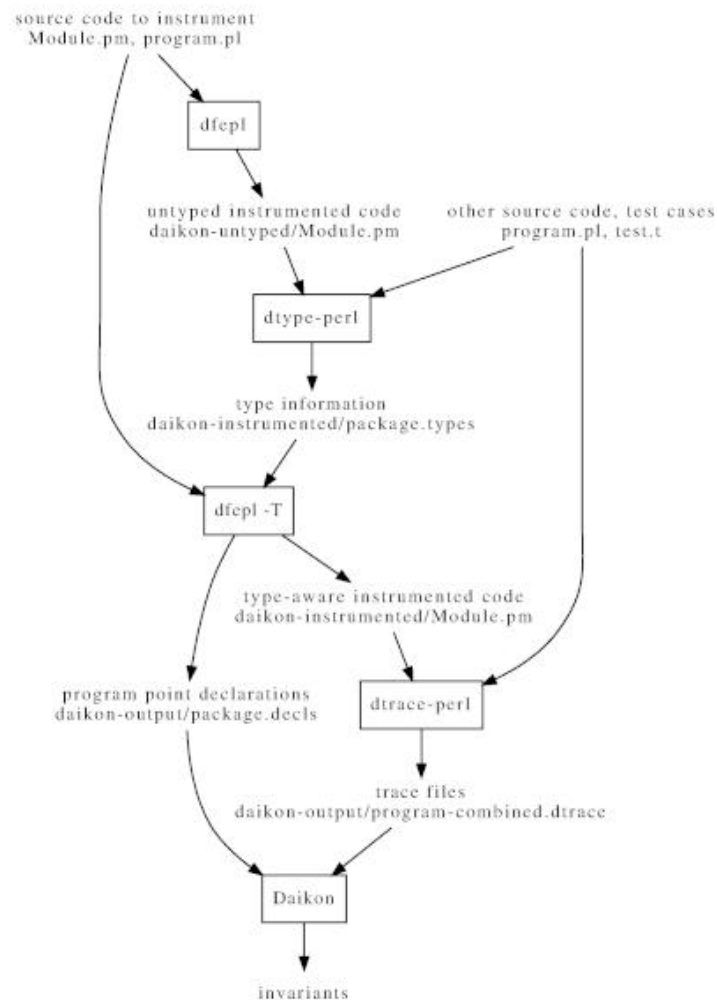 source code to instrument
Module.pm, program.pl
dfepl
untyped instrumented code
daikon-untyped/Module.pm
other source code, test cases
program.pl, test.t
dtype-perl
type information
daikon-instrumented/package.types
dfepl -T
type-aware instrumented code
daikon-instrumented/Module.pm
program point declarations
daikon-output/package.decls
dtrace-perl
trace files
daikon-output/program-combined.dtrace
Daikon
invariants